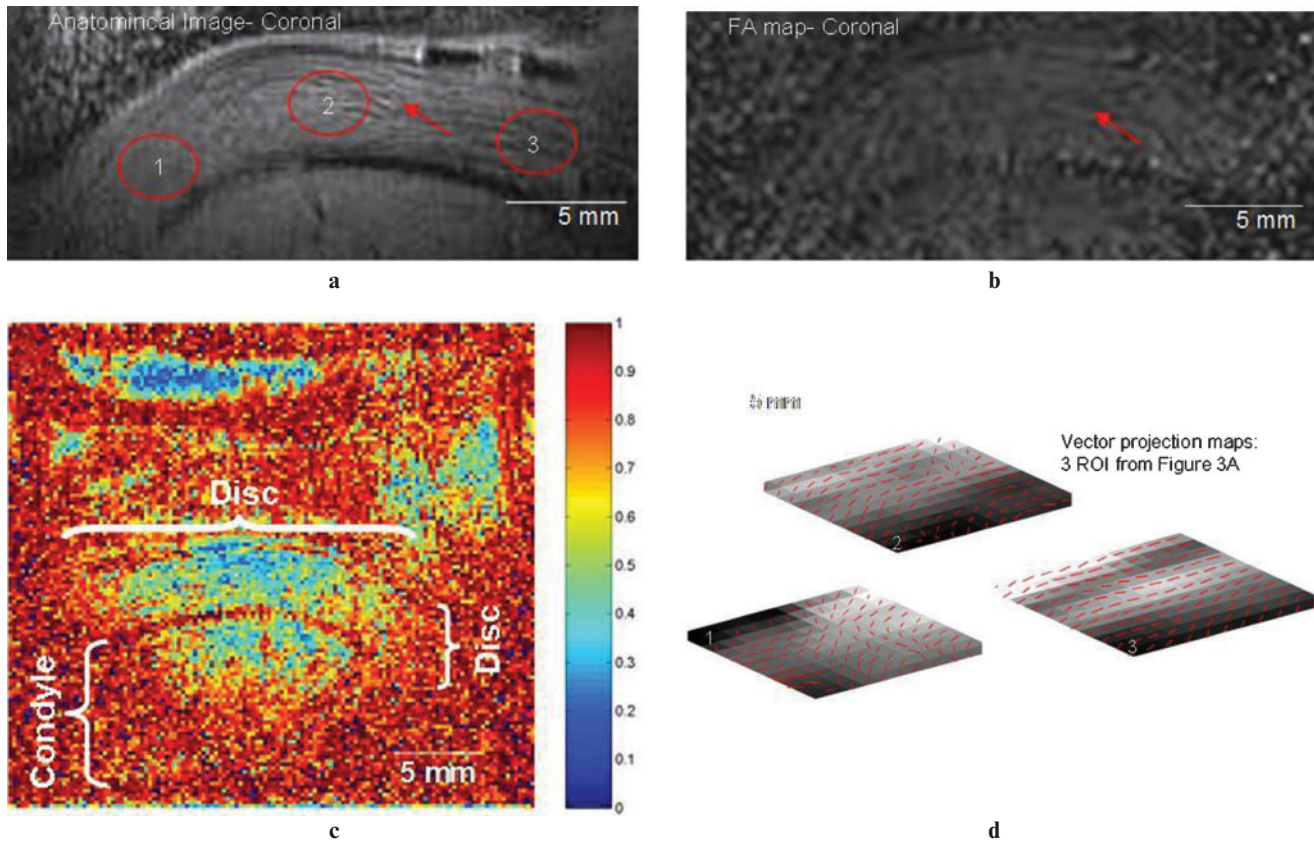 Anatomincal Image- Coronal
1
2
3
5 mm
a
FA map- Coronal
5 mm
b
Disc
Disc
Condyle
5 mm
1
0.9
0.8
0.7
0.6
0.5
0.4
0.3
0.2
0.1
0
c
5 mm
Vector projection maps:
3 ROI from Figure 3A
2
1
3
d